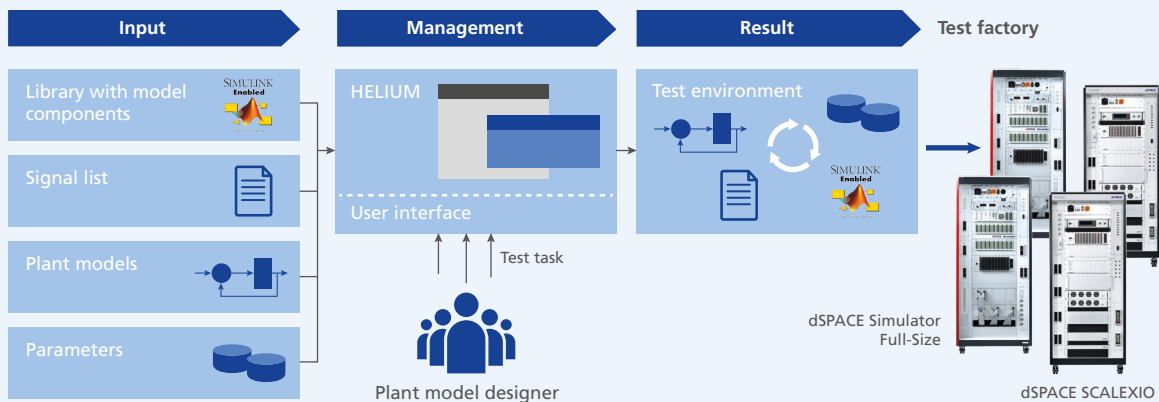 Input
Management
Result
Test factory
Library with model
components
SIMULINK
Enabled
HELIUM
User interface
Test environment
SIMULINK
Enabled
Signal list
Plant models
Parameters
Test task
Plant model designer
dSPACE Simulator
Full-Size
dSPACE SCALEXIO